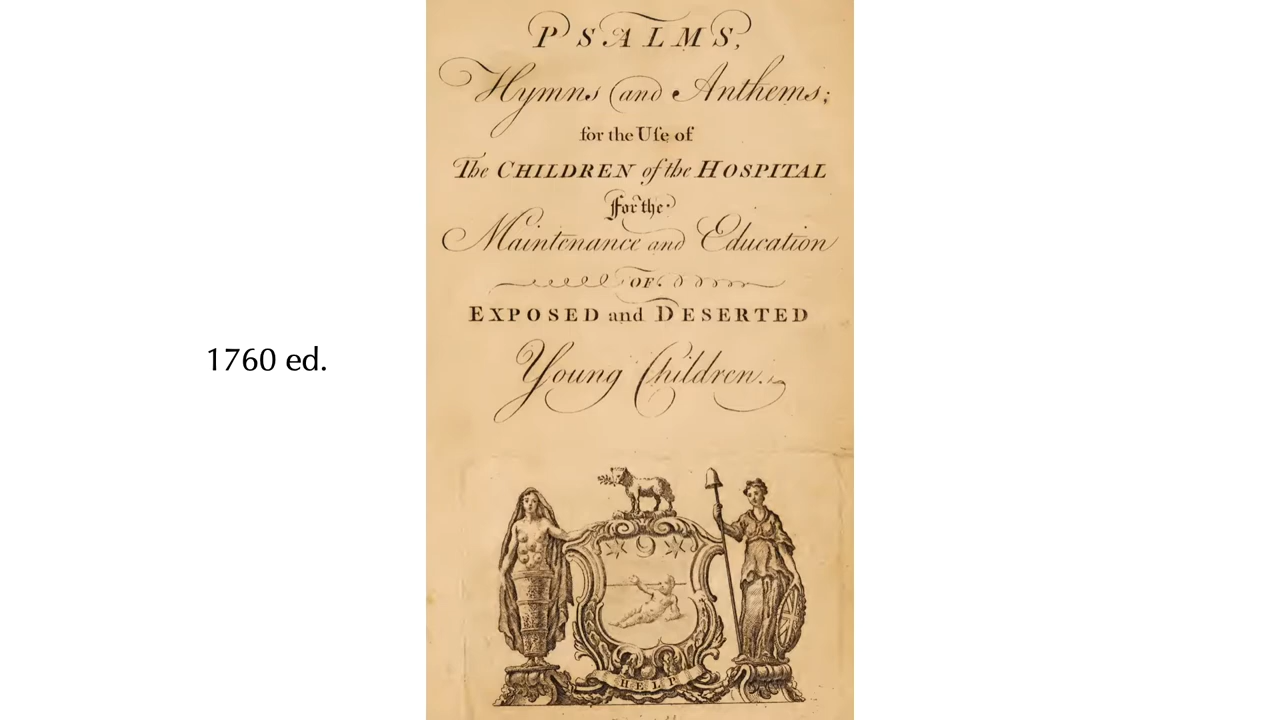 1760 ed.
PSALMS,
Hymns and Anthems;
for the Uſe of
The CHILDREN of the HOSPITAL
for the
Maintenance and Education
OF
EXPOSED and DESERTED
Young Children.
HELP